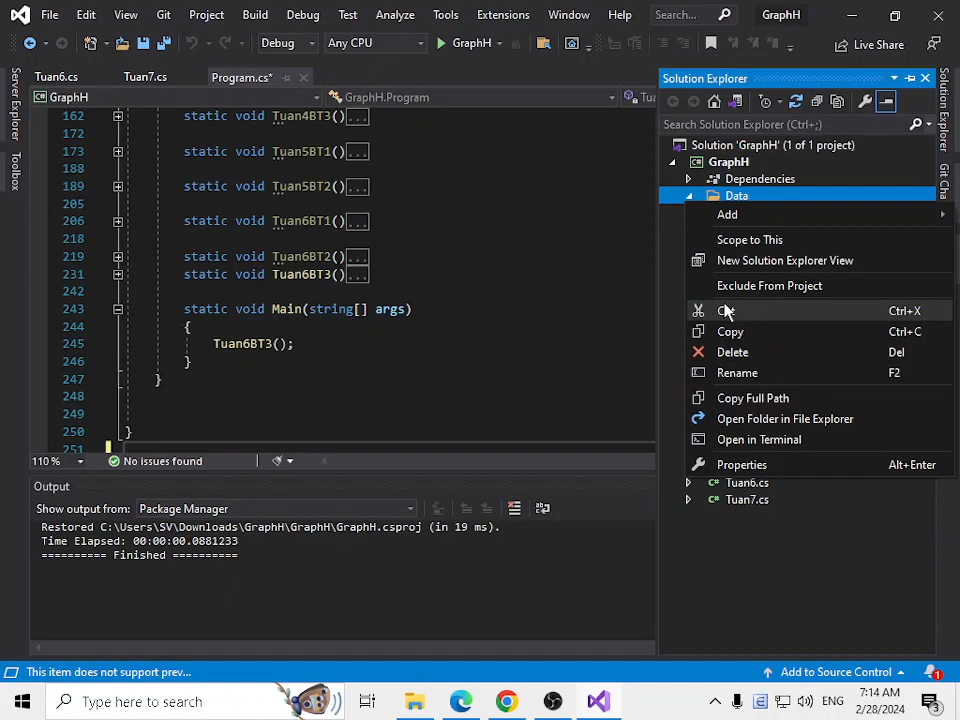 File Edit View Git Project Build Debug Test Analyze Tools Extensions Window Help Search... GraphH
Debug Any CPU GraphH Live Share
Server Explorer
Toolbox
Tuan6.cs Tuan7.cs Program.cs*
GraphH GraphH.Program Tua
162 static void Tuan4BT3()...
172
173 static void Tuan5BT1()...
188
189 static void Tuan5BT2()...
205
206 static void Tuan6BT1()...
218
219 static void Tuan6BT2()...
231 static void Tuan6BT3()...
242
243 static void Main(string[] args)
244 {
245 Tuan6BT3();
246 }
247 }
248
249
250 }
251
110 % No issues found
Output
Show output from: Package Manager
Restored C:\Users\SV\Downloads\GraphH\GraphH\GraphH.csproj (in 19 ms).
Time Elapsed: 00:00:00.0881233
========== Finished ==========
Solution Explorer
Search Solution Explorer (Ctrl+;)
Solution 'GraphH' (1 of 1 project)
GraphH
Dependencies
Data
Add
Scope to This
New Solution Explorer View
Exclude From Project
Ctrl+X
Copy Ctrl+C
Delete Del
Rename F2
Copy Full Path
Open Folder in File Explorer
Open in Terminal
Properties Alt+Enter
Tuan6.cs
Tuan7.cs
Solution Explorer
Git Cha
This item does not support prev... Add to Source Control 1
Type here to search ENG 7:14 AM
2/28/2024 3